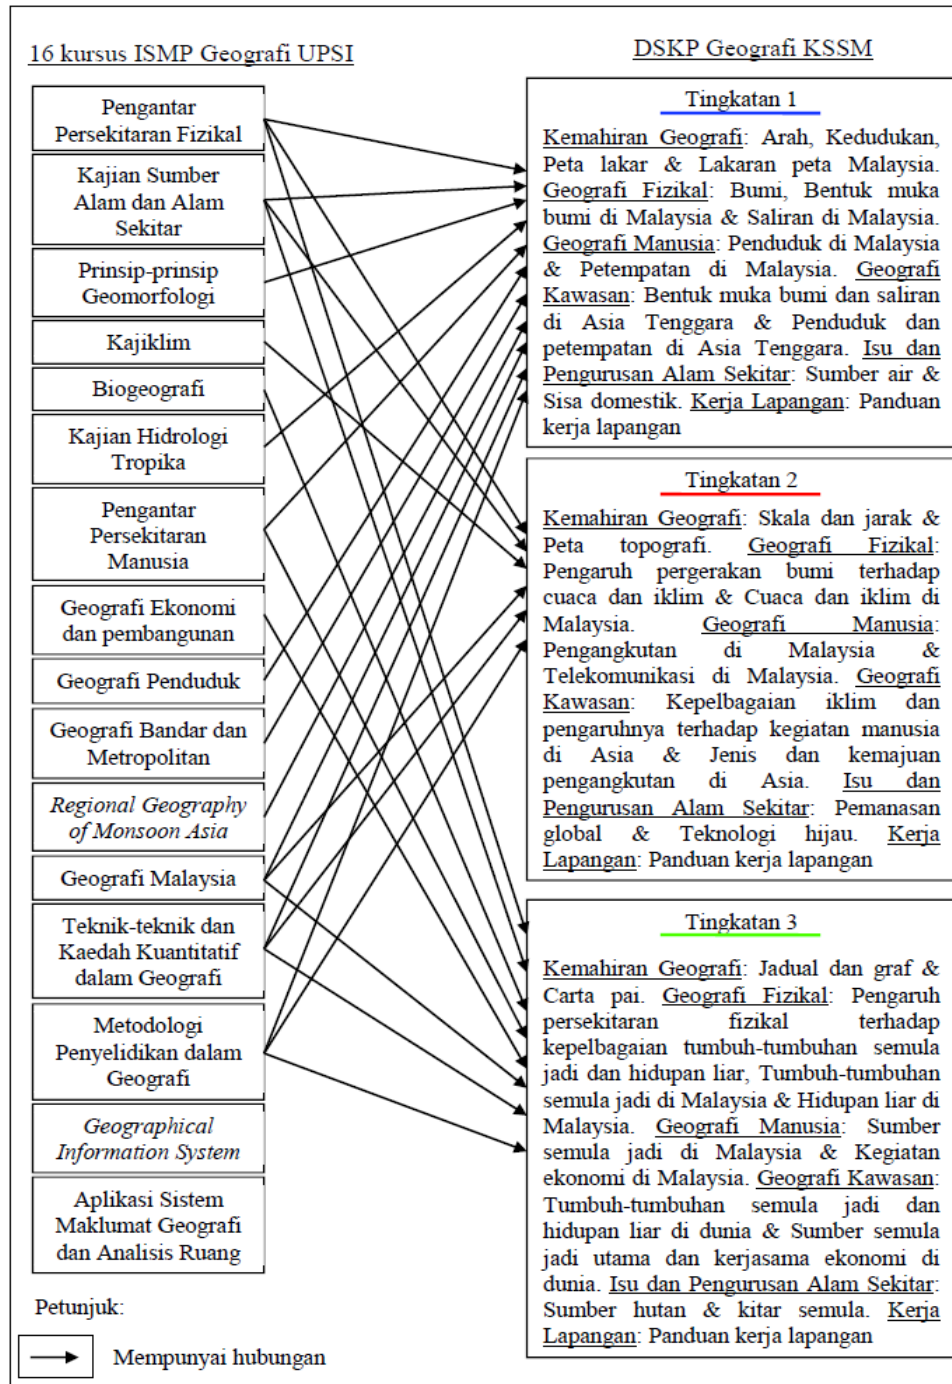 16 kursus ISMP Geografi UPSI
Pengantar
Persekitaran Fizikal
Kajian Sumber
Alam dan Alam
Sekitar
Prinsip-prinsip
Geomorfologi
Kajiklim
Biogeografi
Kajian Hidrologi
Tropika
Pengantar
Persekitaran
Manusia
Geografi Ekonomi
dan pembangunan
Geografi Penduduk
Geografi Bandar dan
Metropolitan
Regional Geography
of Monsoon Asia
Geografi Malaysia
Teknik-teknik dan
Kaedah Kuantitatif
dalam Geografi
Metodologi
Penyelidikan dalam
Geografi
Geographical
Information System
Aplikasi Sistem
Maklumat Geografi
dan Analisis Ruang
Petunjuk:
Mempunyai hubungan
DSKP Geografi KSSM
Tingkatan 1
Kemahiran Geografi: Arah, Kedudukan,
Peta lakar & Lakaran peta Malaysia.
Geografi Fizikal: Bumi, Bentuk muka
bumi di Malaysia & Saliran di Malaysia.
Geografi Manusia: Penduduk di Malaysia
& Petempatan di Malaysia. Geografi
Kawasan: Bentuk muka bumi dan saliran
di Asia Tenggara & Penduduk dan
petempatan di Asia Tenggara. Isu dan
Pengurusan Alam Sekitar: Sumber air &
Sisa domestik. Kerja Lapangan: Panduan
kerja lapangan
Tingkatan 2
Kemahiran Geografi: Skala dan jarak &
Peta topografi. Geografi Fizikal:
Pengaruh pergerakan bumi terhadap
cuaca dan iklim & Cuaca dan iklim di
Malaysia. Geografi Manusia:
Pengangkutan di Malaysia &
Telekomunikasi di Malaysia. Geografi
Kawasan: Kepelbagaian iklim dan
pengaruhnya terhadap kegiatan manusia
di Asia & Jenis dan kemajuan
pengangkutan di Asia. Isu dan
Pengurusan Alam Sekitar: Pemanasan
global & Teknologi hijau. Kerja
Lapangan: Panduan kerja lapangan
Tingkatan 3
Kemahiran Geografi: Jadual dan graf &
Carta pai. Geografi Fizikal: Pengaruh
persekitaran fizikal terhadap
kepelbagaian tumbuh-tumbuhan semula
jadi dan hidupan liar, Tumbuh-tumbuhan
semula jadi di Malaysia & Hidupan liar di
Malaysia. Geografi Manusia: Sumber
semula jadi di Malaysia & Kegiatan
ekonomi di Malaysia. Geografi Kawasan:
Tumbuh-tumbuhan semula jadi dan
hidupan liar di dunia & Sumber semula
jadi utama dan kerjasama ekonomi di
dunia. Isu dan Pengurusan Alam Sekitar:
Sumber hutan & kitar semula. Kerja
Lapangan: Panduan kerja lapangan